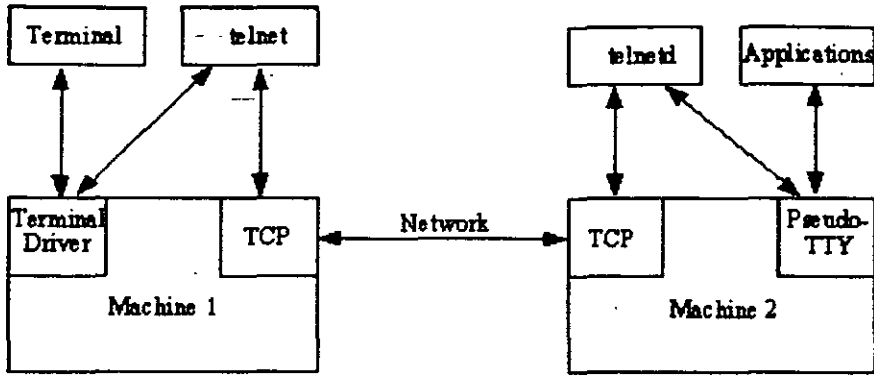 Terminal
telnet
telnetd
Applications
Terminal
Driver
TCP
Network
TCP
Pseudo-
TTY
Machine 1
Machine 2